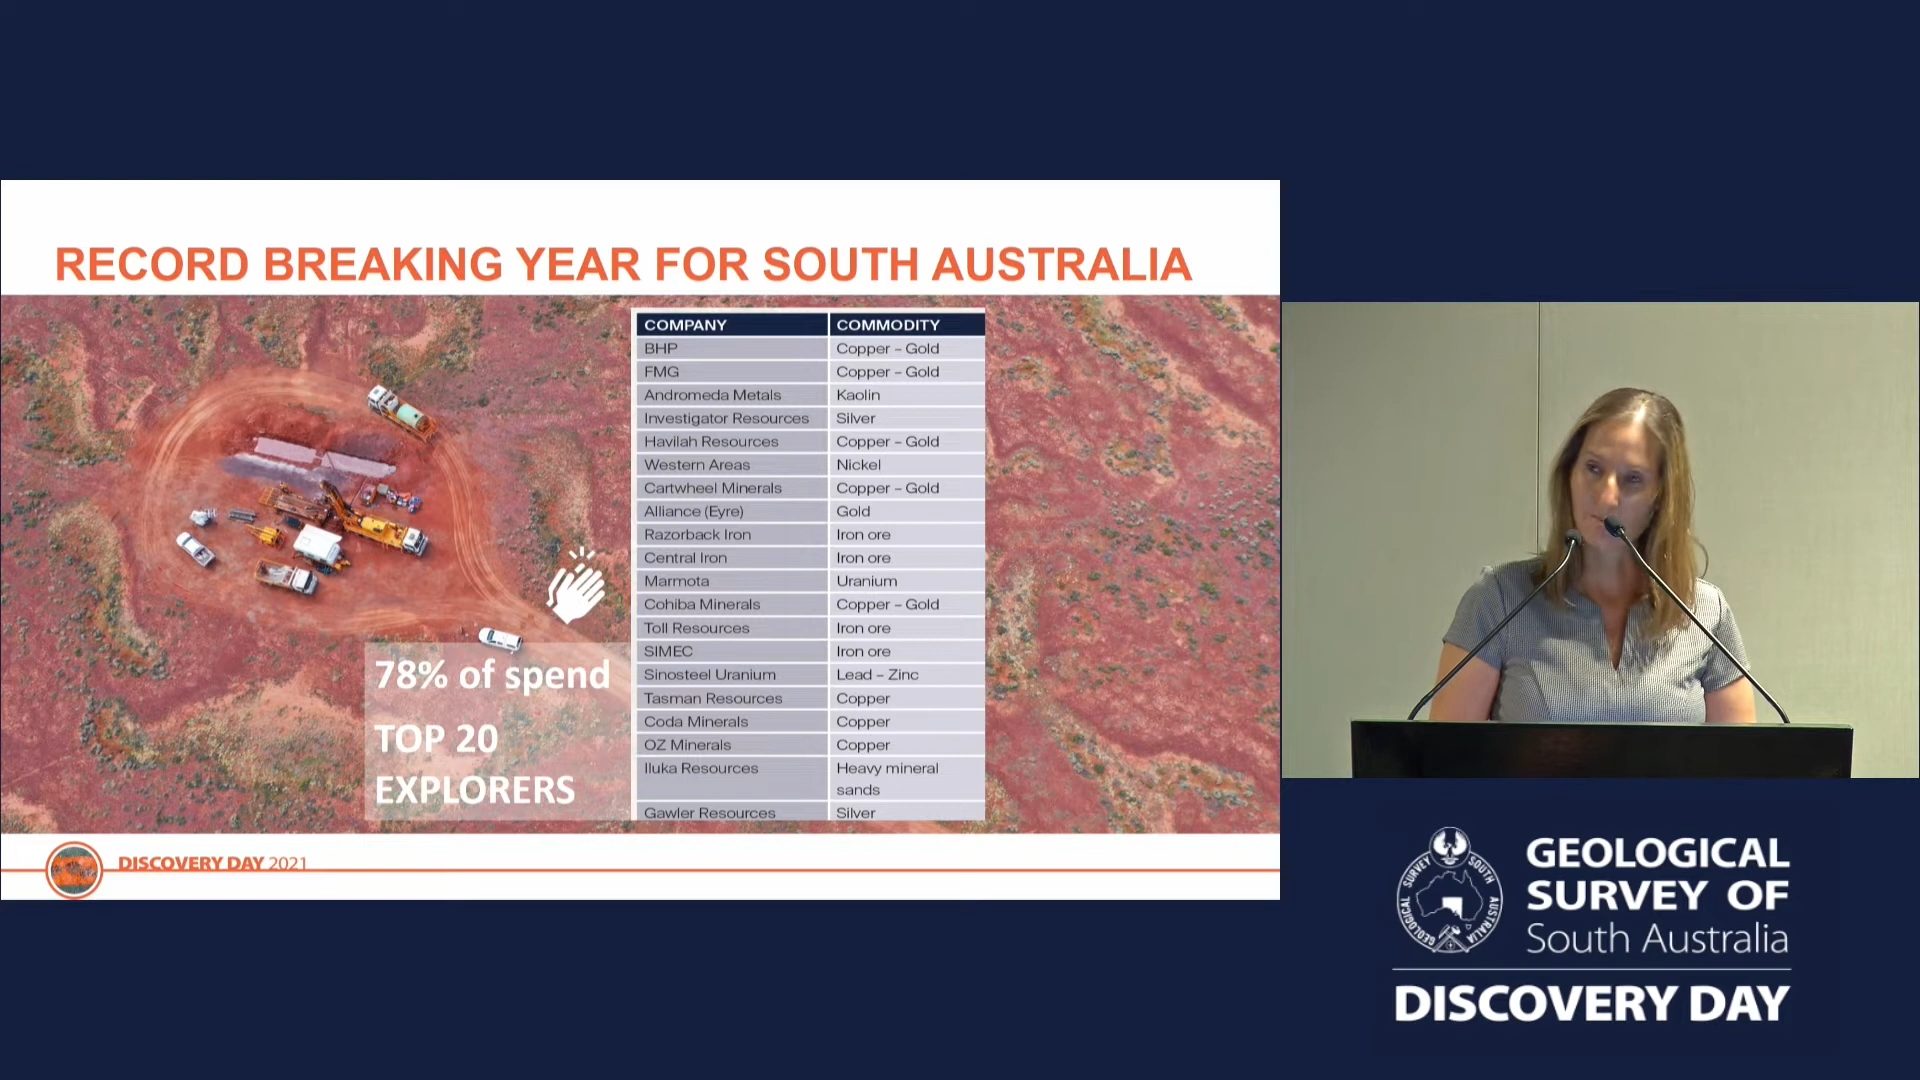 RECORD BREAKING YEAR FOR SOUTH AUSTRALIA
COMPANY COMMODITY
BHP Copper – Gold
FMG Copper – Gold
Andromeda Metals Kaolin
Investigator Resources Silver
Havilah Resources Copper – Gold
Western Areas Nickel
Cartwheel Minerals Copper – Gold
Alliance (Eyre) Gold
Razorback Iron Iron ore
Central Iron Iron ore
Marmota Uranium
Cohiba Minerals Copper – Gold
Toll Resources Iron ore
SIMEC Iron ore
Sinosteel Uranium Lead – Zinc
Tasman Resources Copper
Coda Minerals Copper
OZ Minerals Copper
Iluka Resources Heavy mineral
sands
Gawler Resources Silver
78% of spend
TOP 20
EXPLORERS
DISCOVERY DAY 2021
GEOLOGICAL SURVEY SOUTH AUSTRALIA
GEOLOGICAL
SURVEY OF
South Australia
DISCOVERY DAY